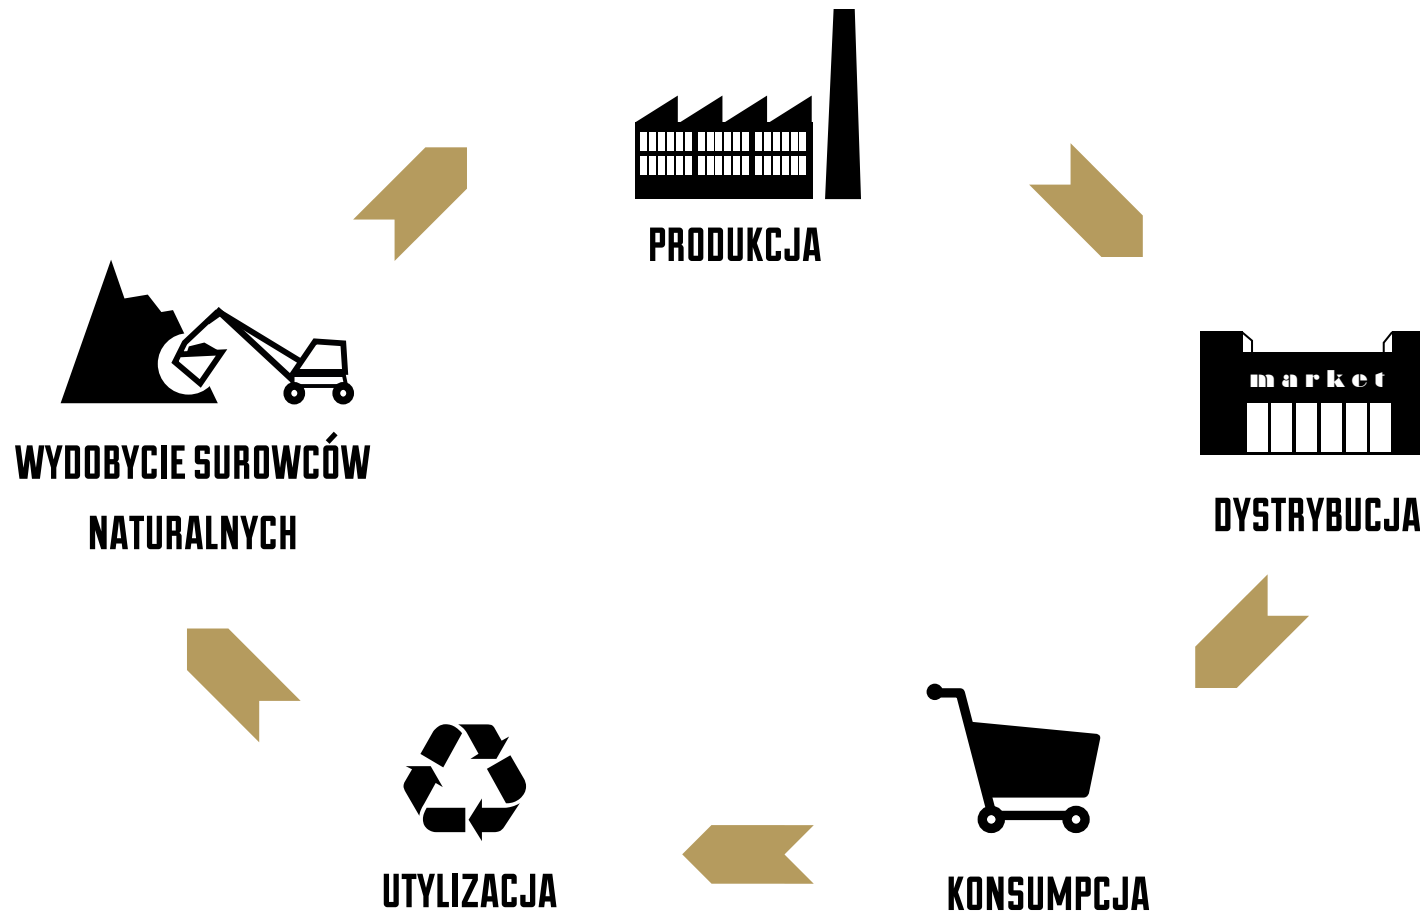 PRODUKCJA
market
WYDOBYCIE SUROWCÓW
NATURALNYCH
DYSTRYBUCJA
UTYLIZACJA
KONSUMPCJA